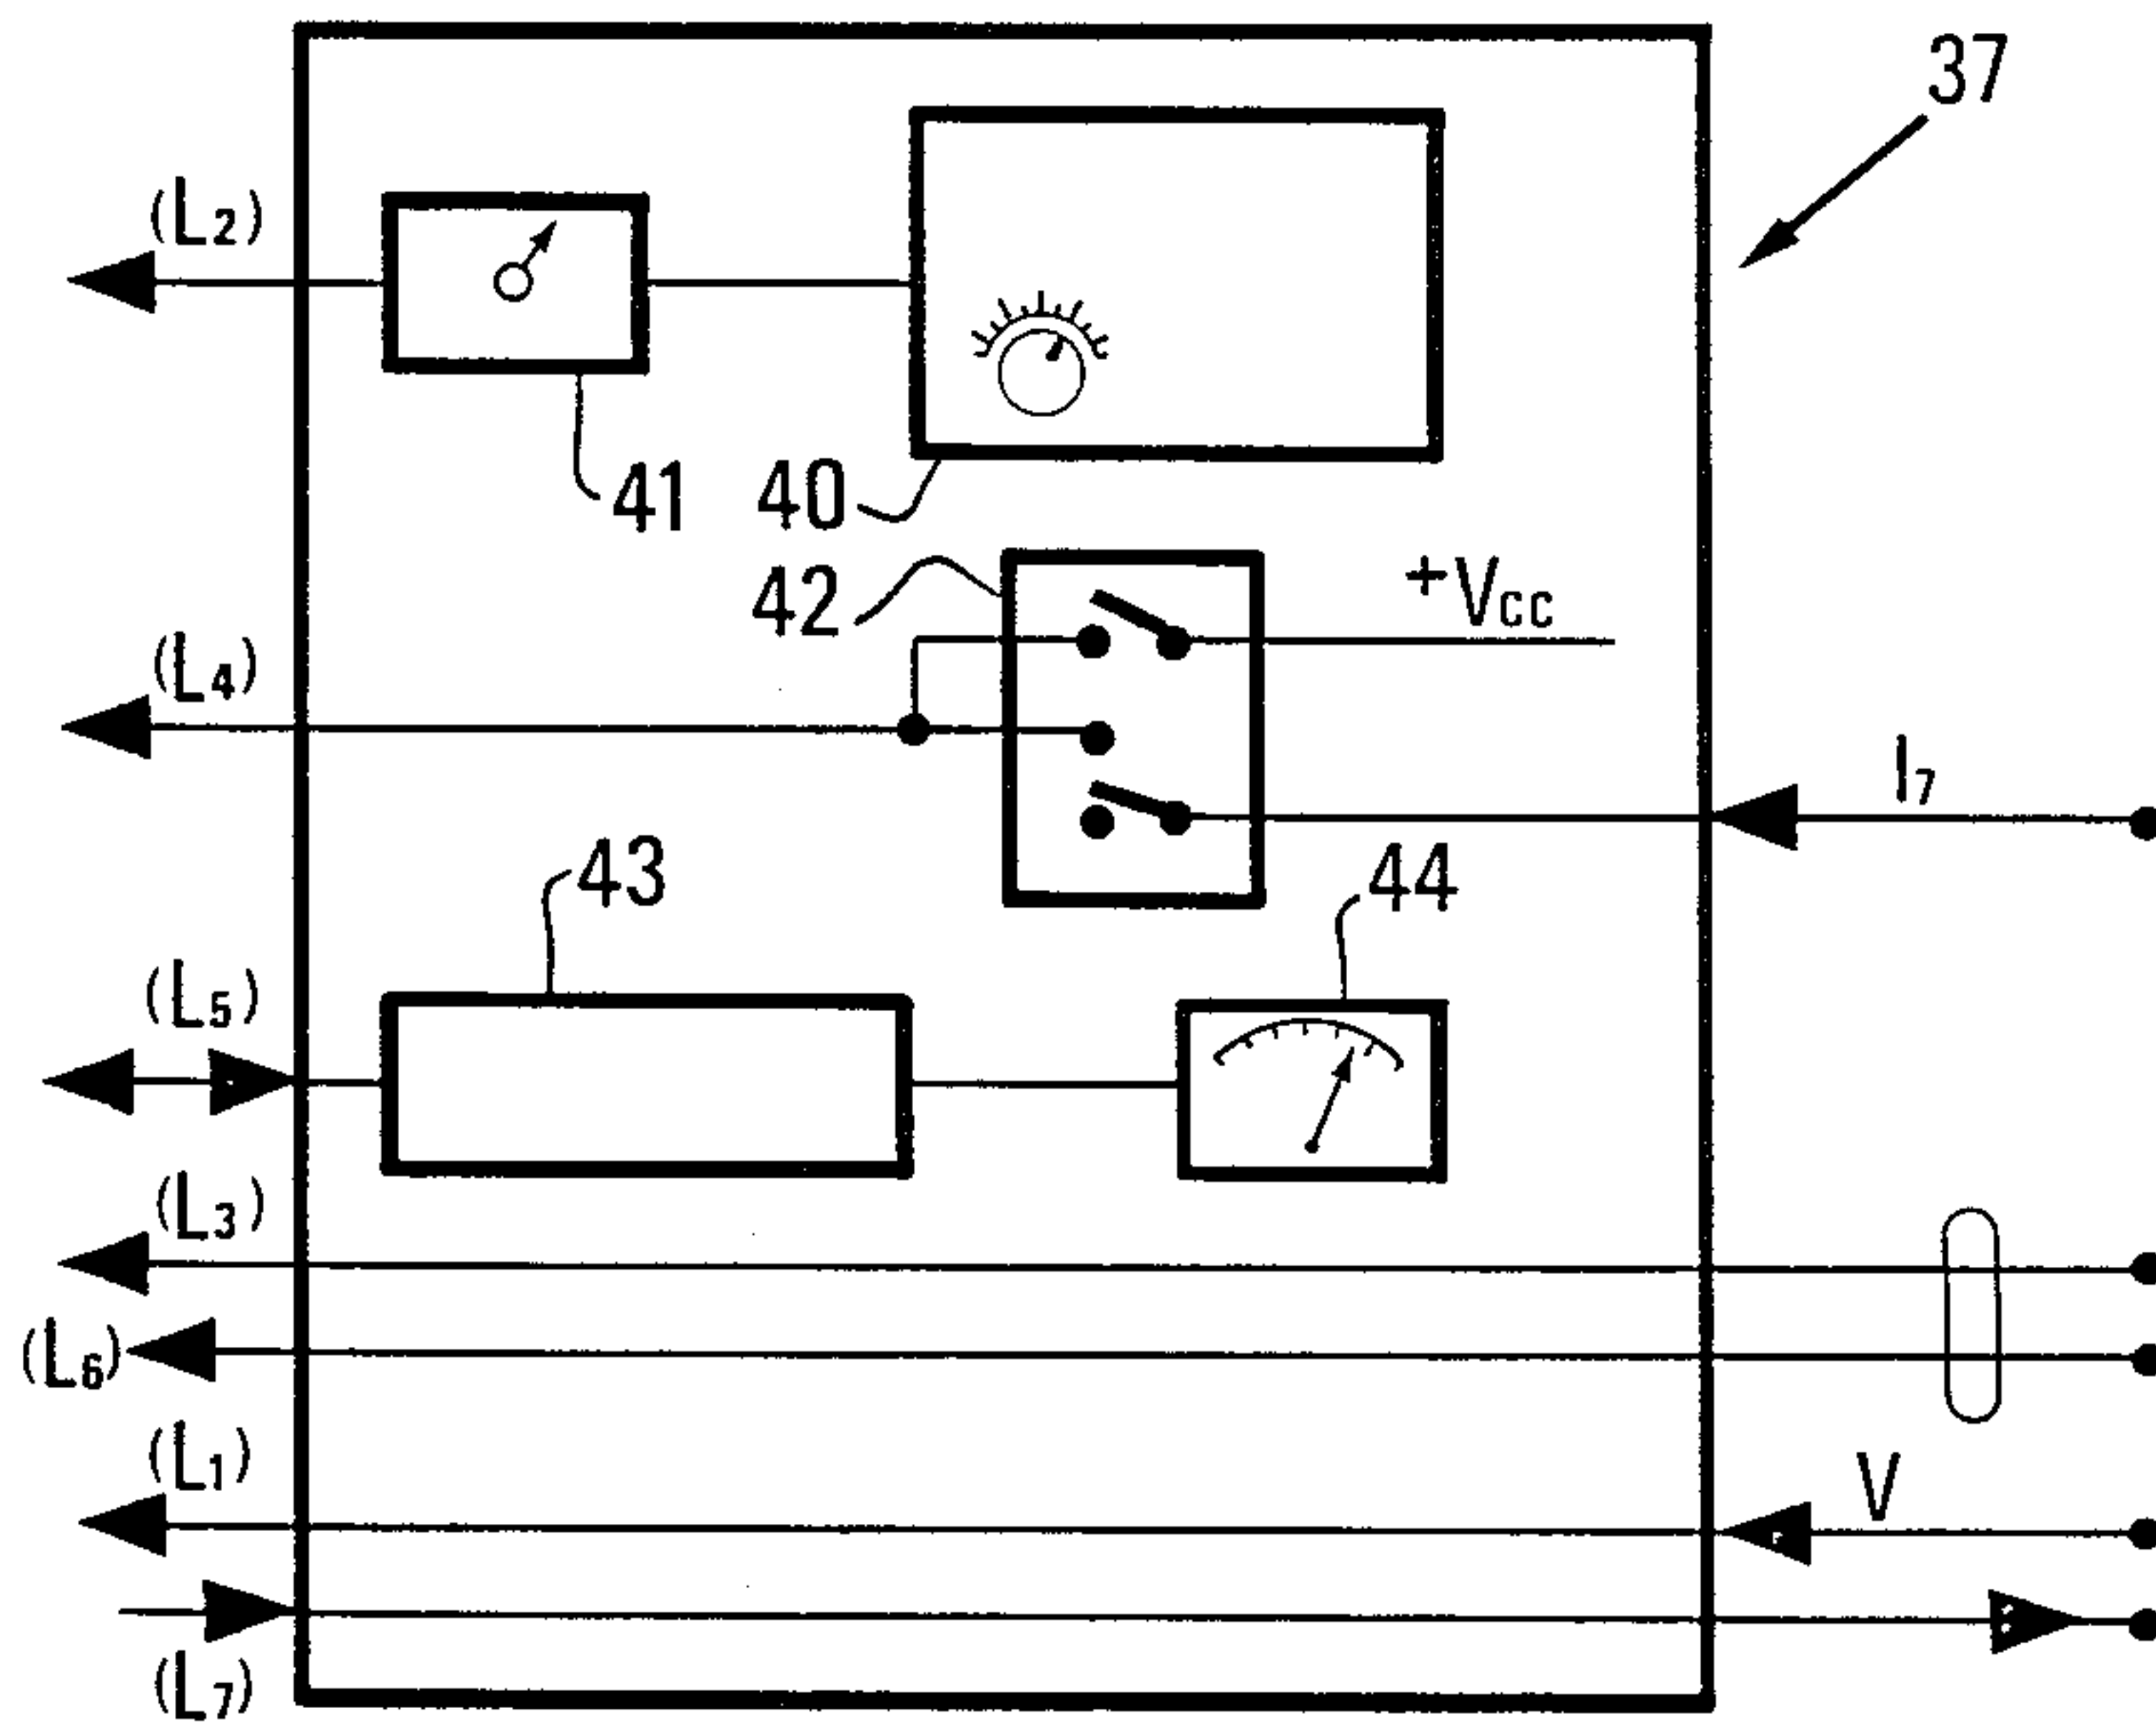 37
(L2)
41
40
42
+Vcc
(L4)
I7
43
44
(L5)
(L3)
(L6)
(L1)
V
(L7)